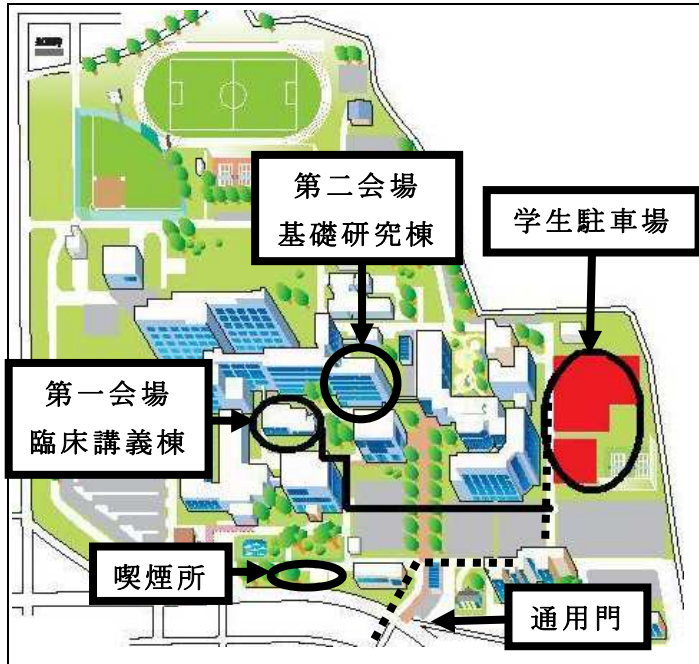 第二会場
基礎研究棟
学生駐車場
第一会場
臨床講義棟
喫煙所
通用門